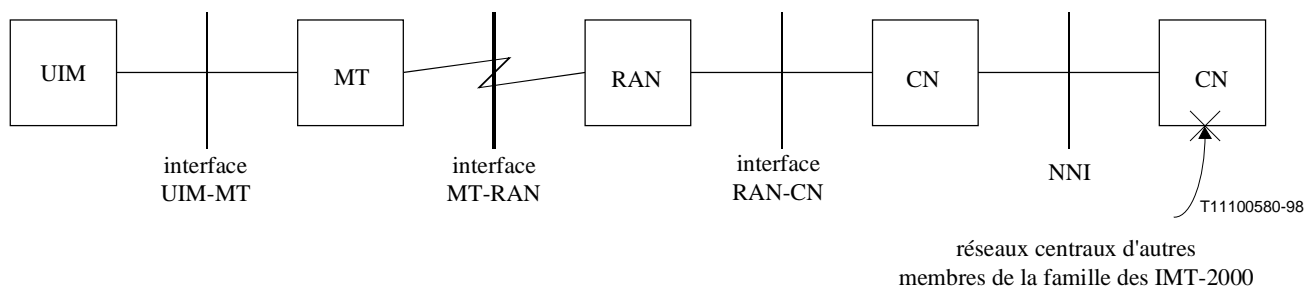 UIM
MT
RAN
CN
CN
interface
UIM-MT
interface
MT-RAN
interface
RAN-CN
NNI
T11100580-98
réseaux centraux d'autres
membres de la famille des IMT-2000